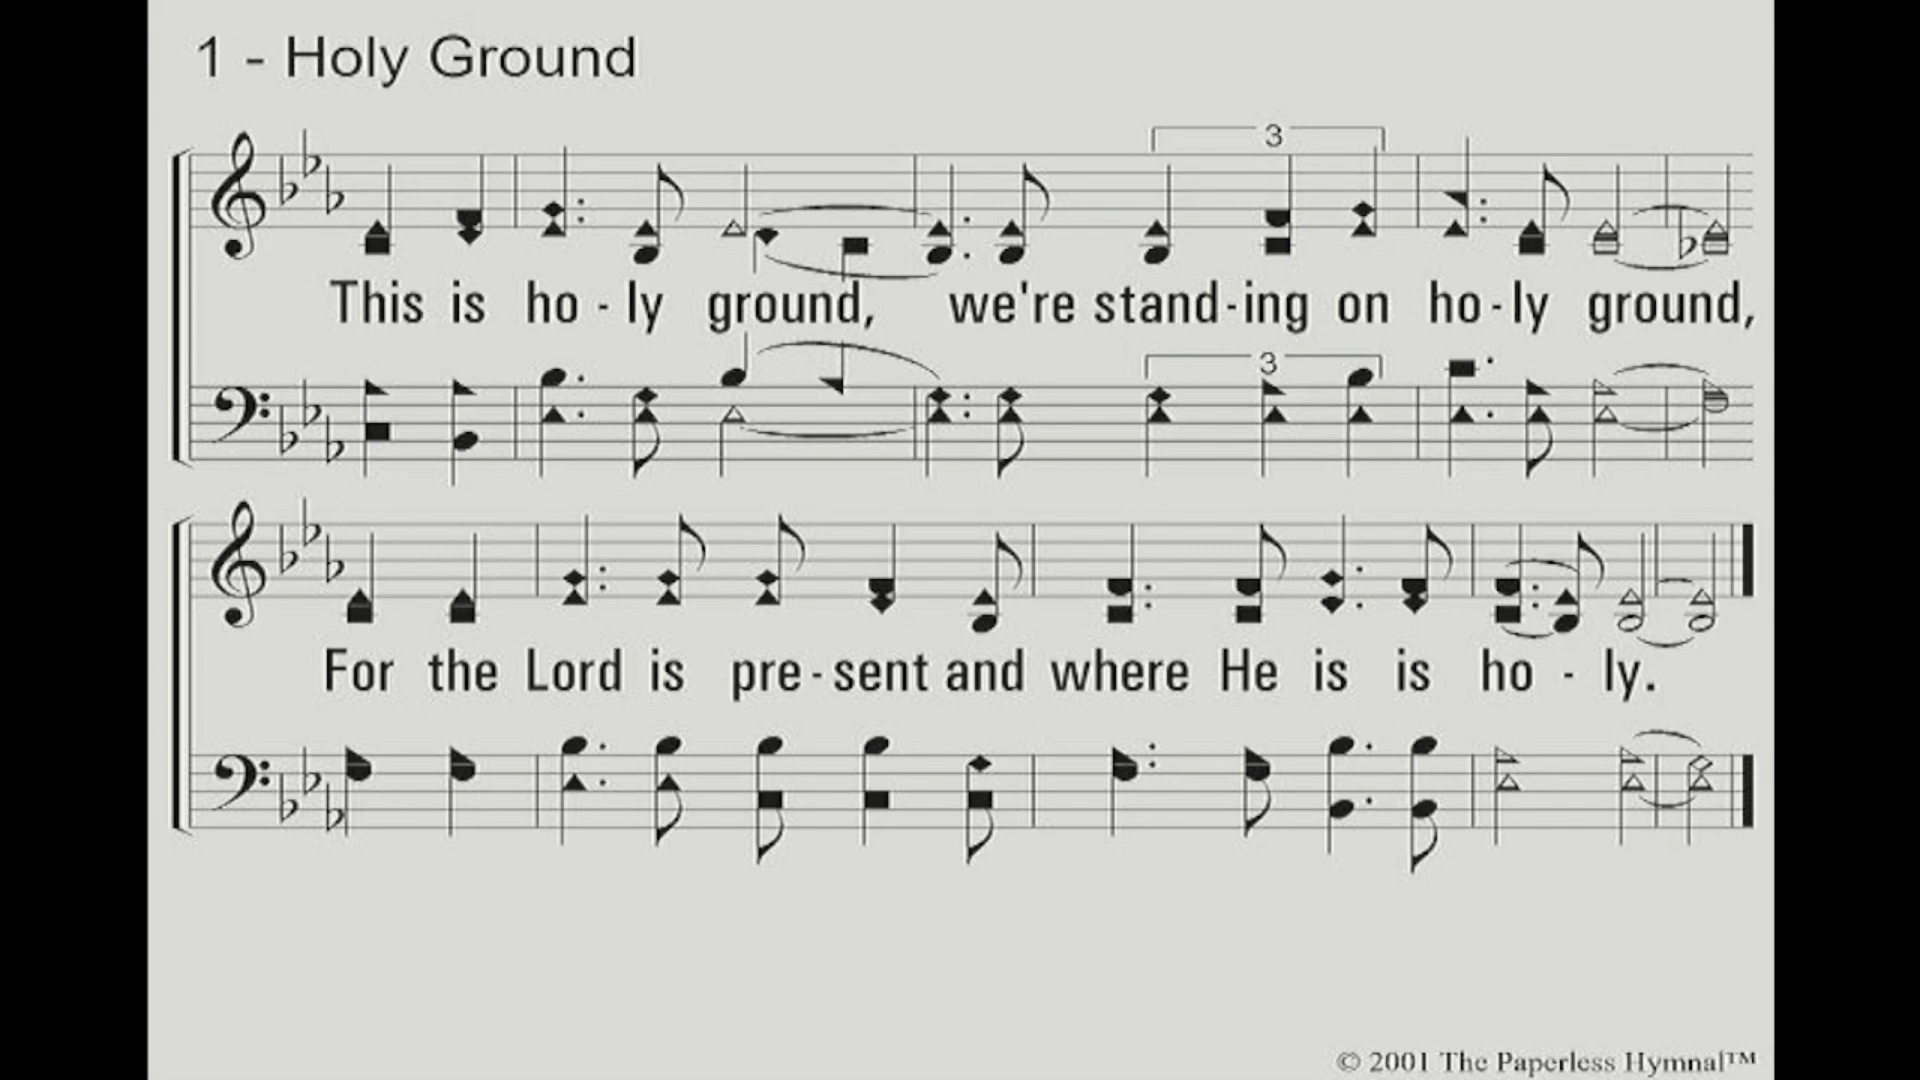 1 - Holy Ground
3
This is ho - ly ground, we're stand-ing on ho-ly ground,
3
For the Lord is pre-sent and where He is is ho - ly.
© 2001 The Paperless Hymnal™